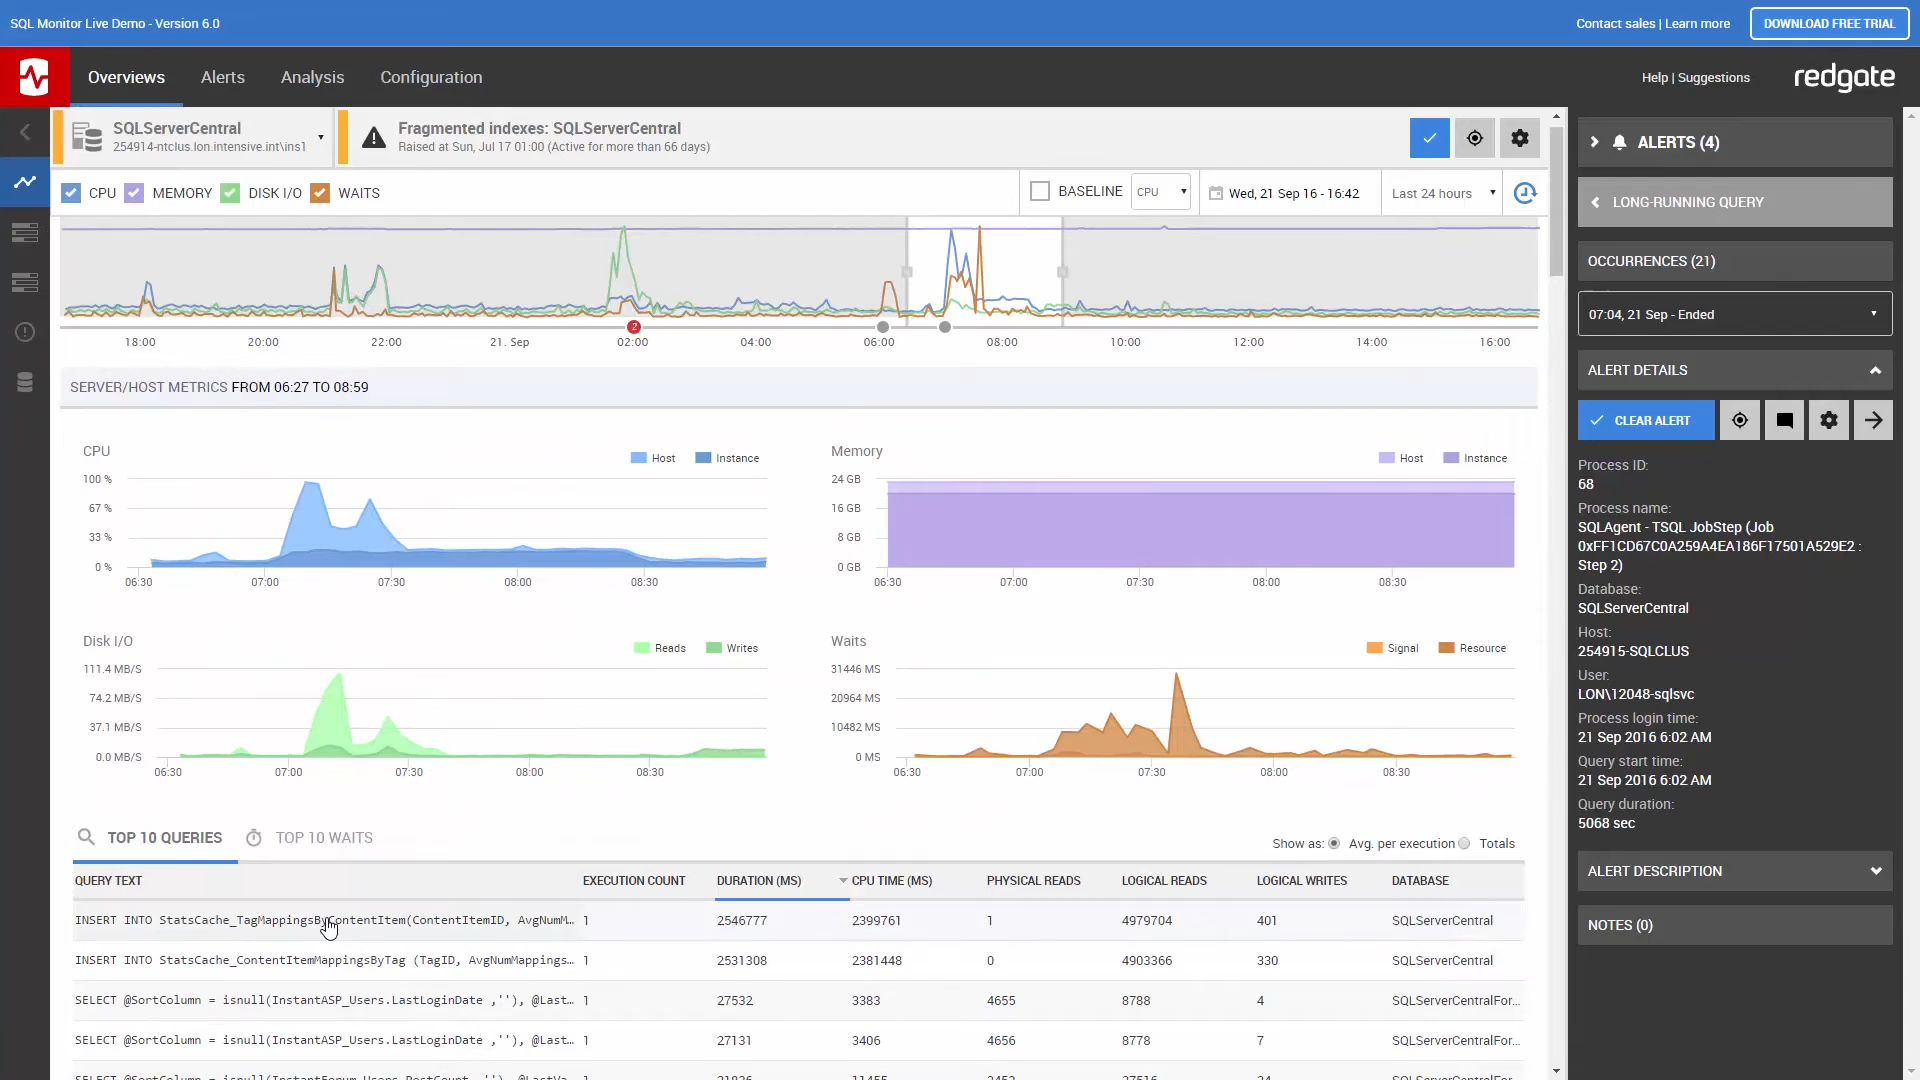 SQL Monitor Live Demo - Version 6.0
Contact sales | Learn more
DOWNLOAD FREE TRIAL
Overviews
Alerts
Analysis
Configuration
Help | Suggestions
redgate
SQLServerCentral
254914-ntclus.lon.intensive.int\ins1
Fragmented indexes: SQLServerCentral
Raised at Sun, Jul 17 01:00 (Active for more than 66 days)
CPU
MEMORY
DISK I/O
WAITS
BASELINE
CPU
Wed, 21 Sep 16 - 16:42
Last 24 hours
2
18:00 20:00 22:00 21. Sep 02:00 04:00 06:00 08:00 10:00 12:00 14:00 16:00
SERVER/HOST METRICS FROM 06:27 TO 08:59
CPU
Host Instance
100 %
67 %
33 %
0 %
06:30 07:00 07:30 08:00 08:30
Memory
Host Instance
24 GB
16 GB
8 GB
0 GB
06:30 07:00 07:30 08:00 08:30
Disk I/O
Reads Writes
111.4 MB/S
74.2 MB/S
37.1 MB/S
0.0 MB/S
06:30 07:00 07:30 08:00 08:30
Waits
Signal Resource
31446 MS
20964 MS
10482 MS
0 MS
06:30 07:00 07:30 08:00 08:30
TOP 10 QUERIES
TOP 10 WAITS
Show as: Avg. per execution Totals
QUERY TEXT EXECUTION COUNT DURATION (MS) CPU TIME (MS) PHYSICAL READS LOGICAL READS LOGICAL WRITES DATABASE
INSERT INTO StatsCache_TagMappingsByContentItem(ContentItemID, AvgNumM... 1 2546777 2399761 1 4979704 401 SQLServerCentral
INSERT INTO StatsCache_ContentItemMappingsByTag (TagID, AvgNumMappings... 1 2531308 2381448 0 4903366 330 SQLServerCentral
SELECT @SortColumn = isnull(InstantASP_Users.LastLoginDate ,''), @Last... 1 27532 3383 4655 8788 4 SQLServerCentralFor...
SELECT @SortColumn = isnull(InstantASP_Users.LastLoginDate ,''), @Last... 1 27131 3406 4656 8778 7 SQLServerCentralFor...
ALERTS (4)
LONG-RUNNING QUERY
OCCURRENCES (21)
07:04, 21 Sep - Ended
ALERT DETAILS
CLEAR ALERT
Process ID:
68
Process name:
SQLAgent - TSQL JobStep (Job
0xFF1CD67C0A259A4EA186F17501A529E2 :
Step 2)
Database:
SQLServerCentral
Host:
254915-SQLCLUS
User:
LON\12048-sqlsvc
Process login time:
21 Sep 2016 6:02 AM
Query start time:
21 Sep 2016 6:02 AM
Query duration:
5068 sec
ALERT DESCRIPTION
NOTES (0)